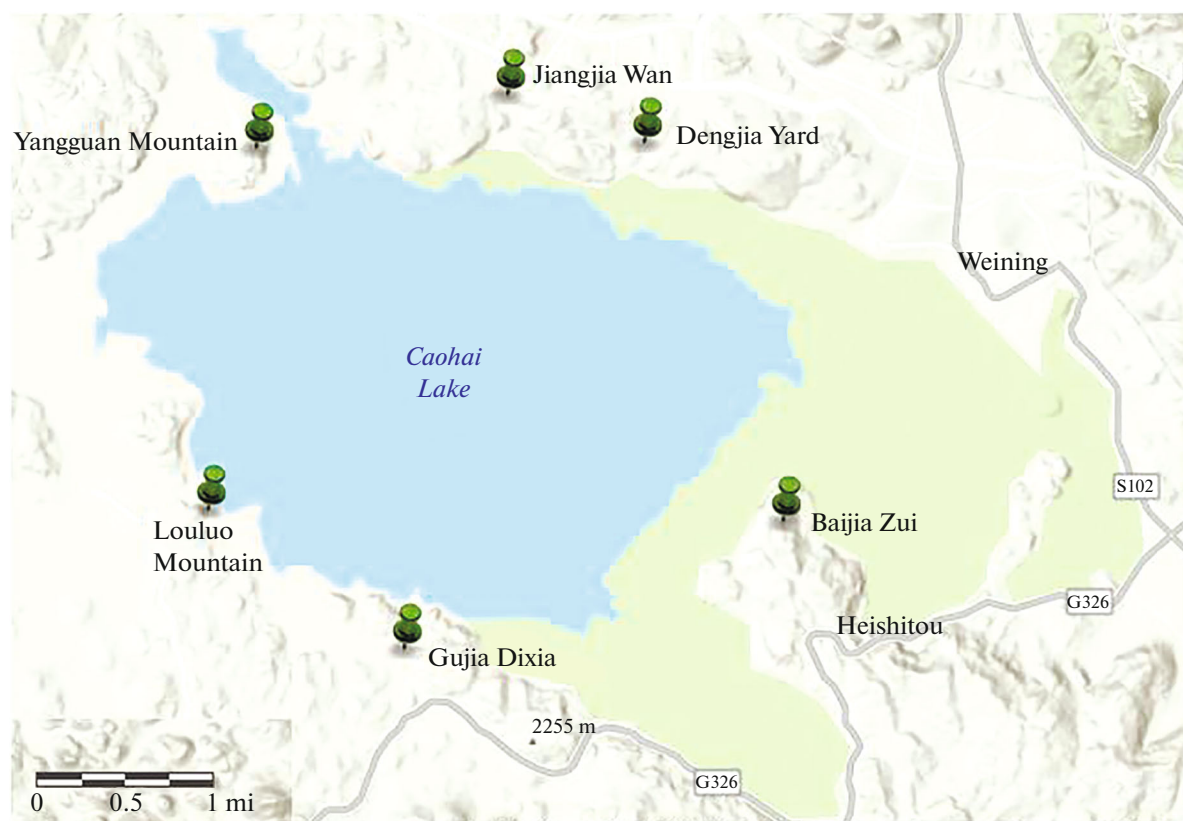 Jiangjia Wan
Yangguan Mountain
Dengjia Yard
Weining
Caohai
Lake
S102
Louluo
Mountain
Baijia Zui
G326
Heishitou
Gujia Dixia
2255 m
G326
0 0.5 1 mi